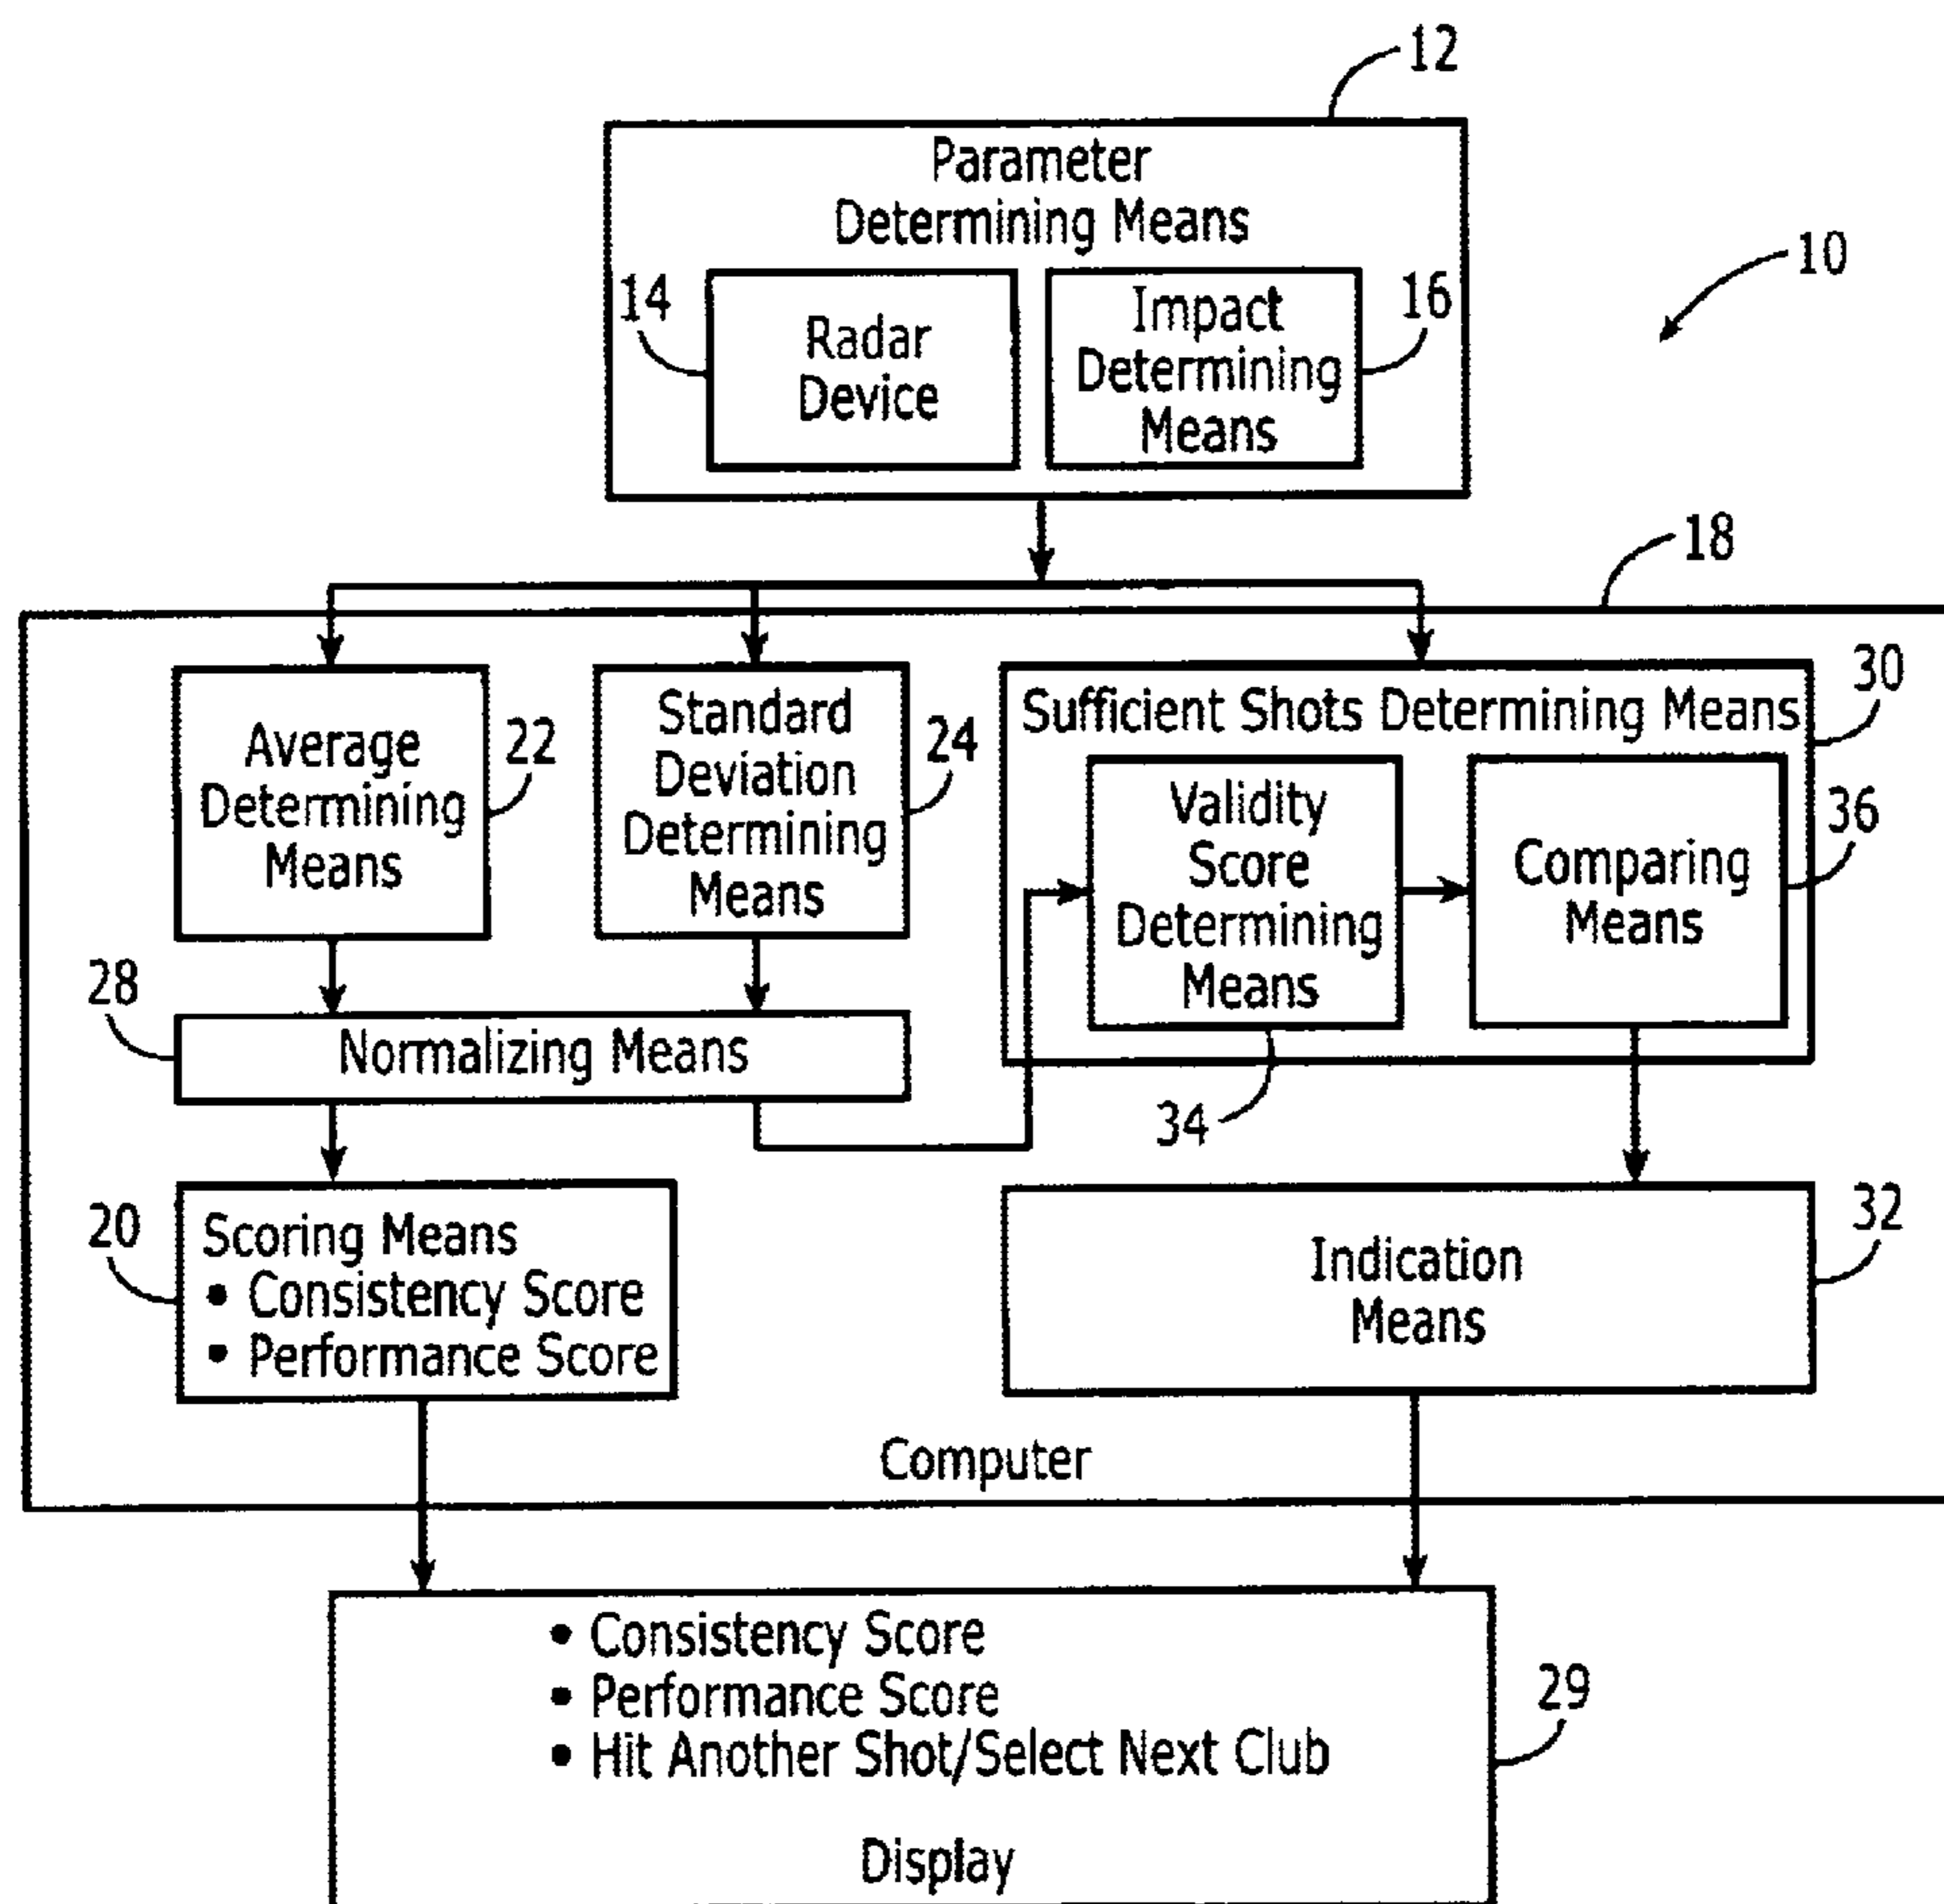 12
Parameter
Determining Means
10
14
Radar
Device
Impact
Determining
Means
16
18
30
Average
Determining
Means
22
Standard
Deviation
Determining
Means
24
Sufficient Shots Determining Means
Validity
Score
Determining
Means
34
Comparing
Means
36
28
Normalizing Means
20
Scoring Means
• Consistency Score
• Performance Score
Indication
Means
32
Computer
• Consistency Score
• Performance Score
• Hit Another Shot/Select Next Club
29
Display